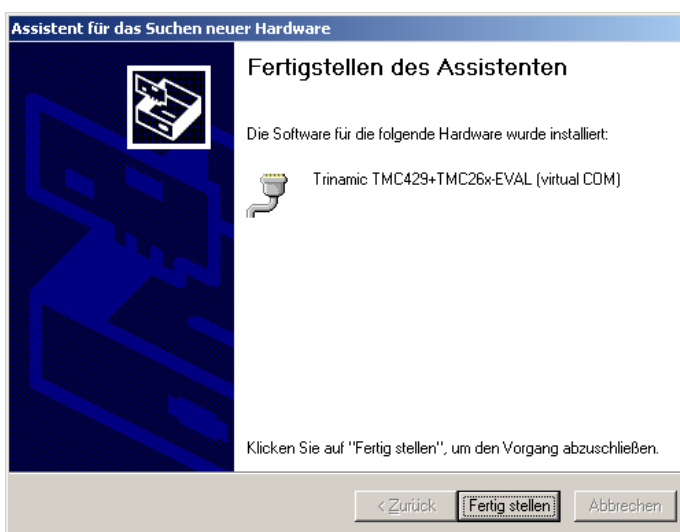 Assistent für das Suchen neuer Hardware
Fertigstellen des Assistenten
Die Software für die folgende Hardware wurde installiert:
Trinamic TMC429+TMC26x-EVAL (virtual COM)
Klicken Sie auf "Fertig stellen", um den Vorgang abzuschließen.
< Zurück Fertig stellen Abbrechen